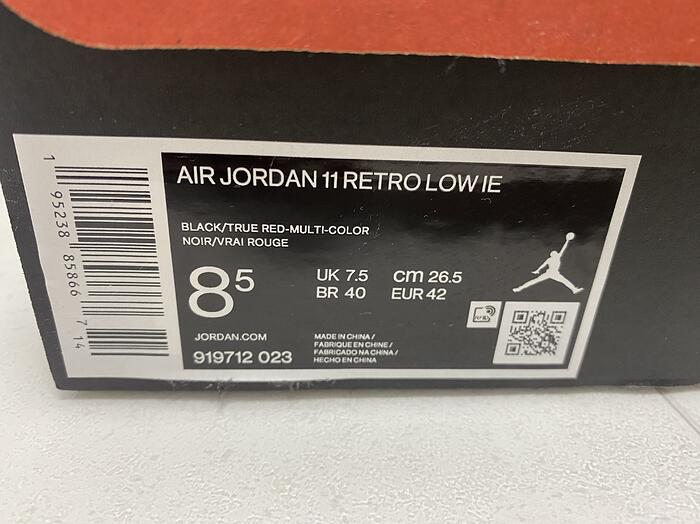 AIR JORDAN 11 RETRO LOW IE
BLACK/TRUE RED-MULTI-COLOR
NOIR/VRAI ROUGE
8⁵
UK 7.5 cm 26.5
BR 40 EUR 42
JORDAN.COM
919712 023
MADE IN CHINA /
FABRIQUE EN CHINE /
FABRICADO NA CHINA /
HECHO EN CHINA
RFID
1 95238 85866 7 14